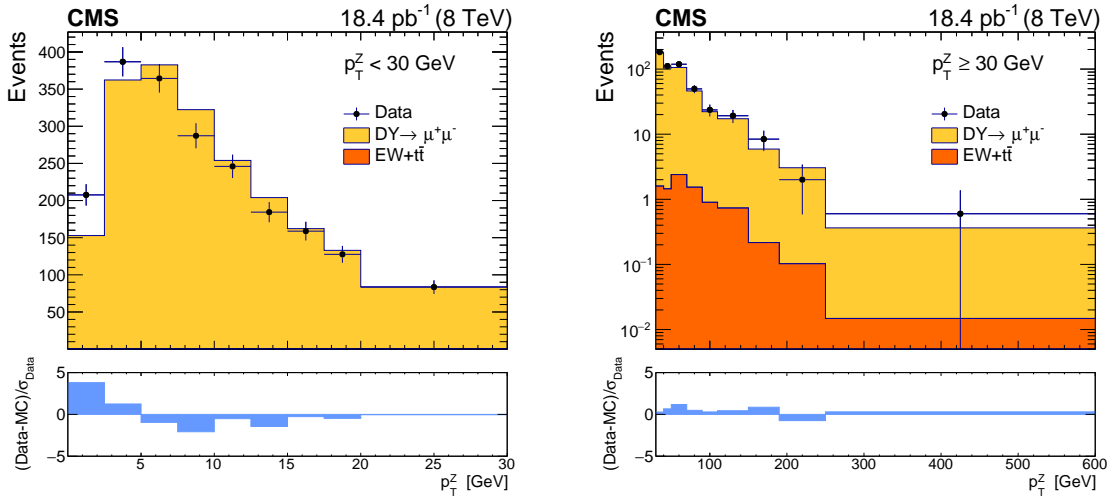 CMS 18.4 pb⁻¹ (8 TeV)
Events
400
350
300
250
200
150
100
50
p_T^Z < 30 GeV
Data
DY→ μ⁺μ⁻
EW+tt̄
(Data-MC)/σ_Data
5
0
−5
5 10 15 20 25 30
p_T^Z [GeV]
CMS 18.4 pb⁻¹ (8 TeV)
Events
10²
10
1
10⁻¹
10⁻²
p_T^Z ≥ 30 GeV
Data
DY→ μ⁺μ⁻
EW+tt̄
(Data-MC)/σ_Data
5
0
−5
100 200 300 400 500 600
p_T^Z [GeV]